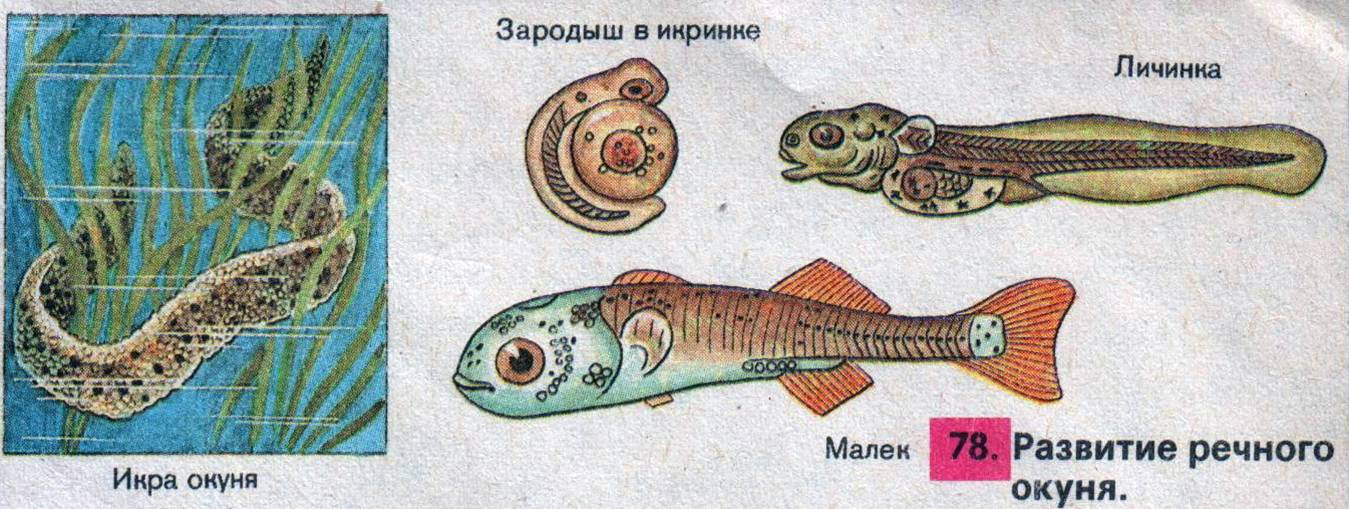 Зародыш в икринке
Личинка
Икра окуня
Малек
78. Развитие речного
окуня.